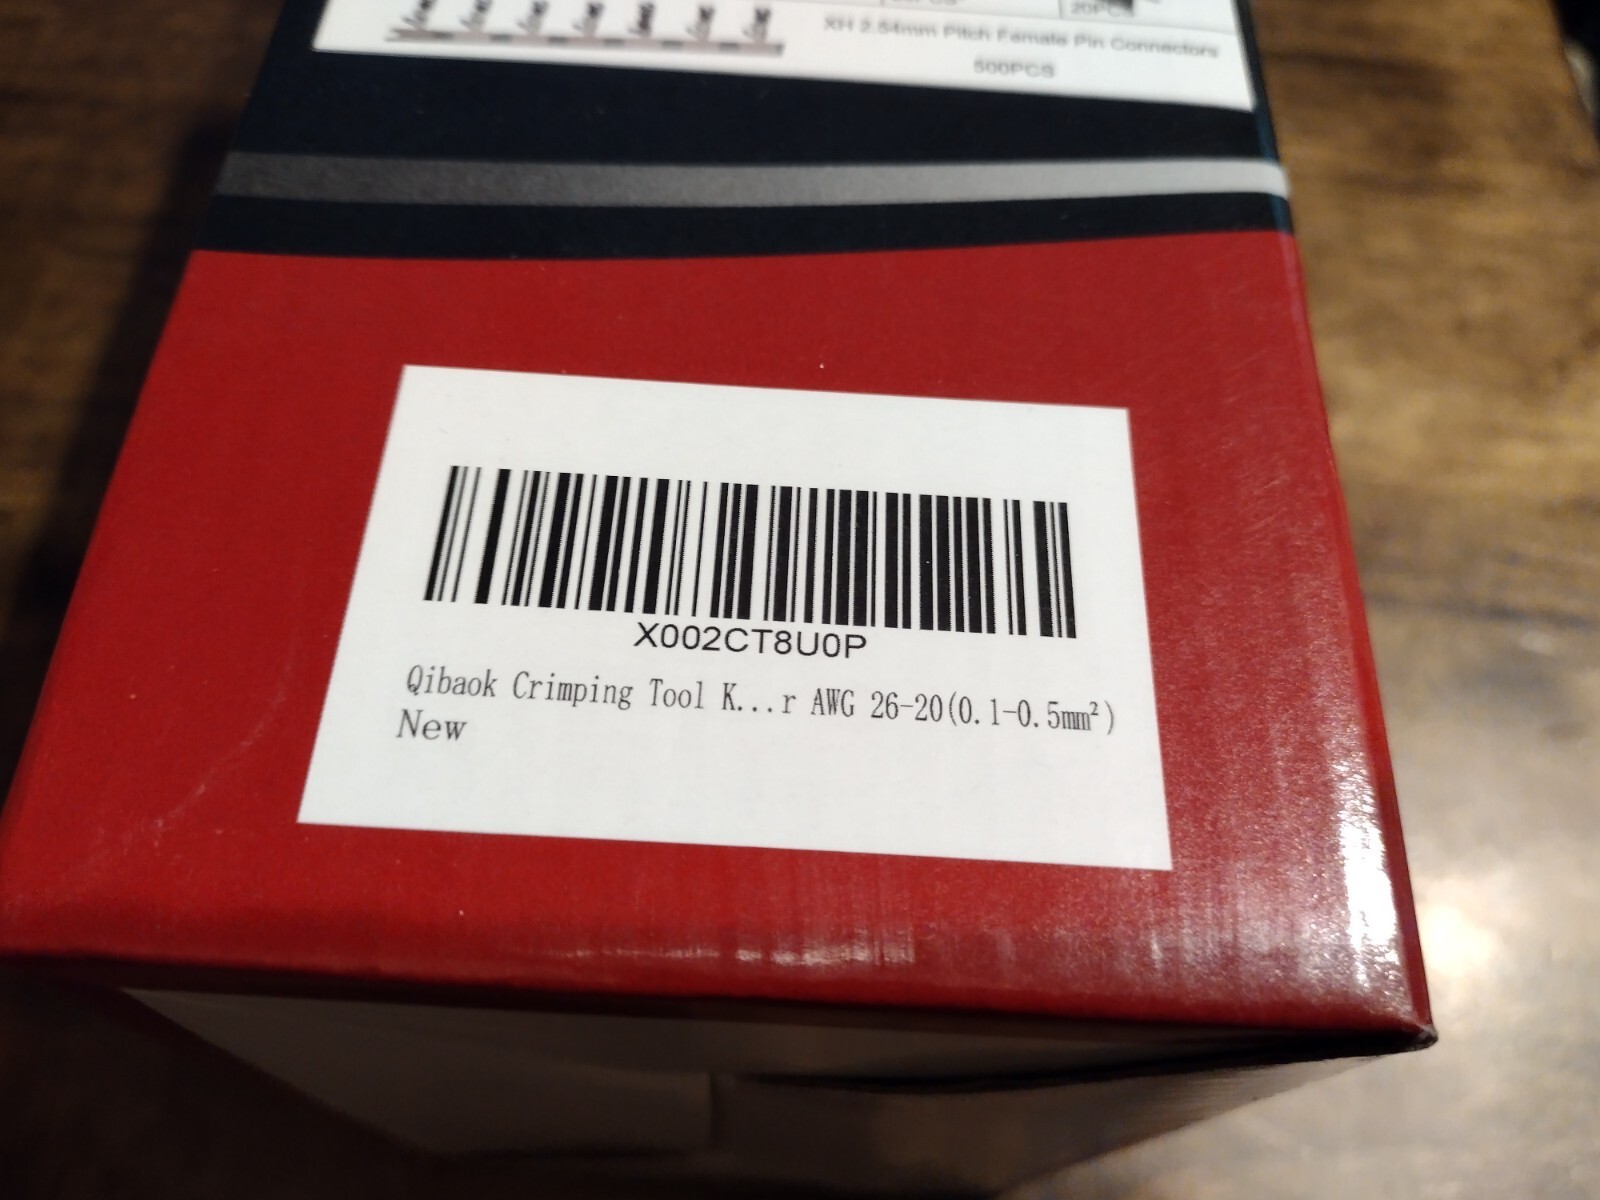 20PCS
XH 2.54mm Pitch Female Pin Connectors
500PCS
X002CT8U0P
Qibaok Crimping Tool K...r AWG 26-20(0.1-0.5mm²)
New